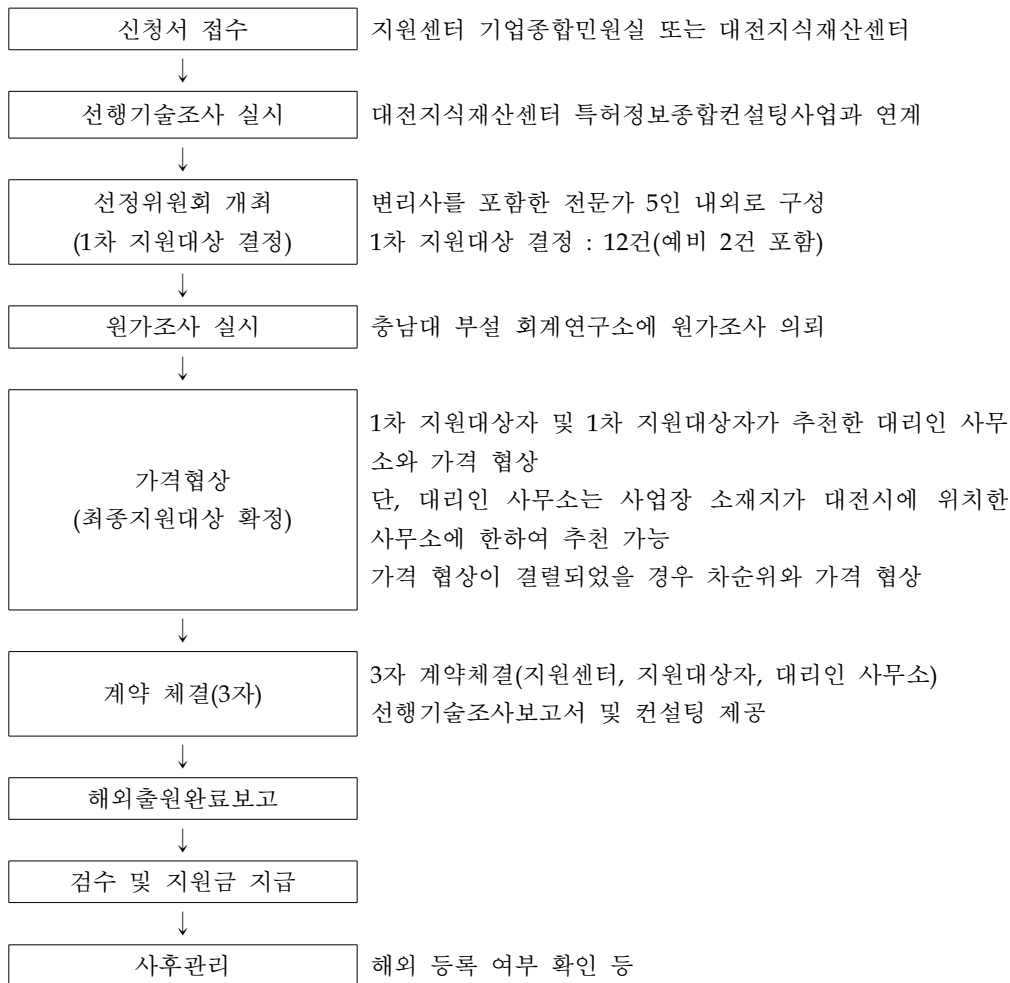 신청서 접수
지원센터 기업종합민원실 또는 대전지식재산센터
↓
선행기술조사 실시
대전지식재산센터 특허정보종합컨설팅사업과 연계
↓
선정위원회 개최
(1차 지원대상 결정)
변리사를 포함한 전문가 5인 내외로 구성
1차 지원대상 결정 : 12건(예비 2건 포함)
↓
원가조사 실시
충남대 부설 회계연구소에 원가조사 의뢰
↓
가격협상
(최종지원대상 확정)
1차 지원대상자 및 1차 지원대상자가 추천한 대리인 사무
소와 가격 협상
단, 대리인 사무소는 사업장 소재지가 대전시에 위치한
사무소에 한하여 추천 가능
가격 협상이 결렬되었을 경우 차순위와 가격 협상
↓
계약 체결(3자)
3자 계약체결(지원센터, 지원대상자, 대리인 사무소)
선행기술조사보고서 및 컨설팅 제공
↓
해외출원완료보고
↓
검수 및 지원금 지급
↓
사후관리
해외 등록 여부 확인 등